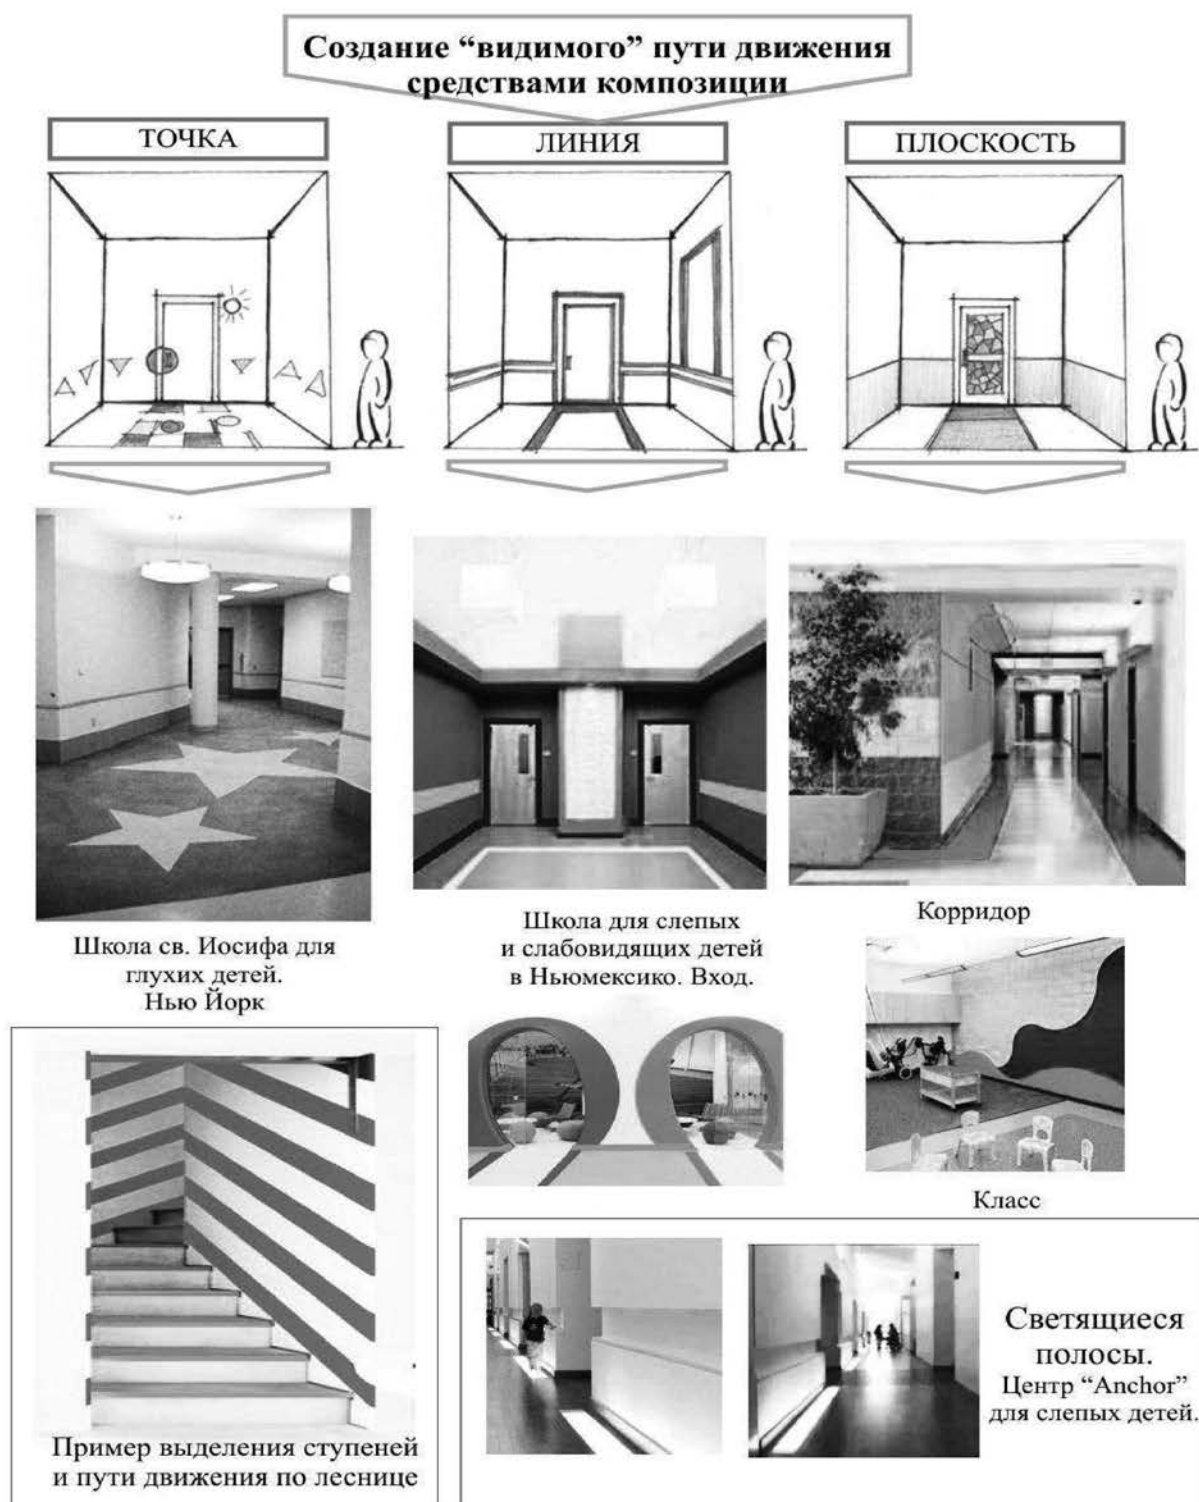 Создание “видимого” пути движения
средствами композиции
ТОЧКА
ЛИНИЯ
ПЛОСКОСТЬ
Школа св. Иосифа для
глухих детей.
Нью Йорк
Школа для слепых
и слабовидящих детей
в Ньюмексико. Вход.
Корридор
Класс
Пример выделения ступеней
и пути движения по леснице
Светящиеся
полосы.
Центр “Anchor”
для слепых детей.